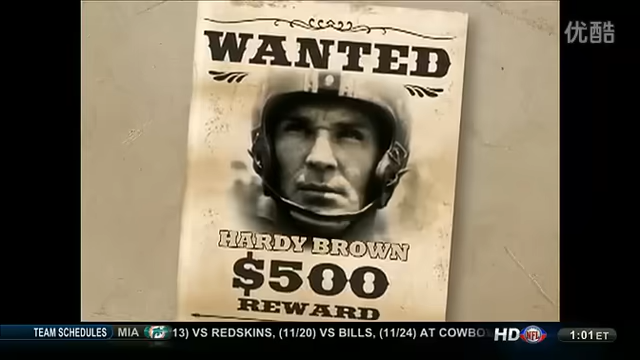 优酷
WANTED
HARDY BROWN
$500
REWARD
TEAM SCHEDULES MIA 13) VS REDSKINS, (11/20) VS BILLS, (11/24) AT COWBO HD NFL 1:01 ET